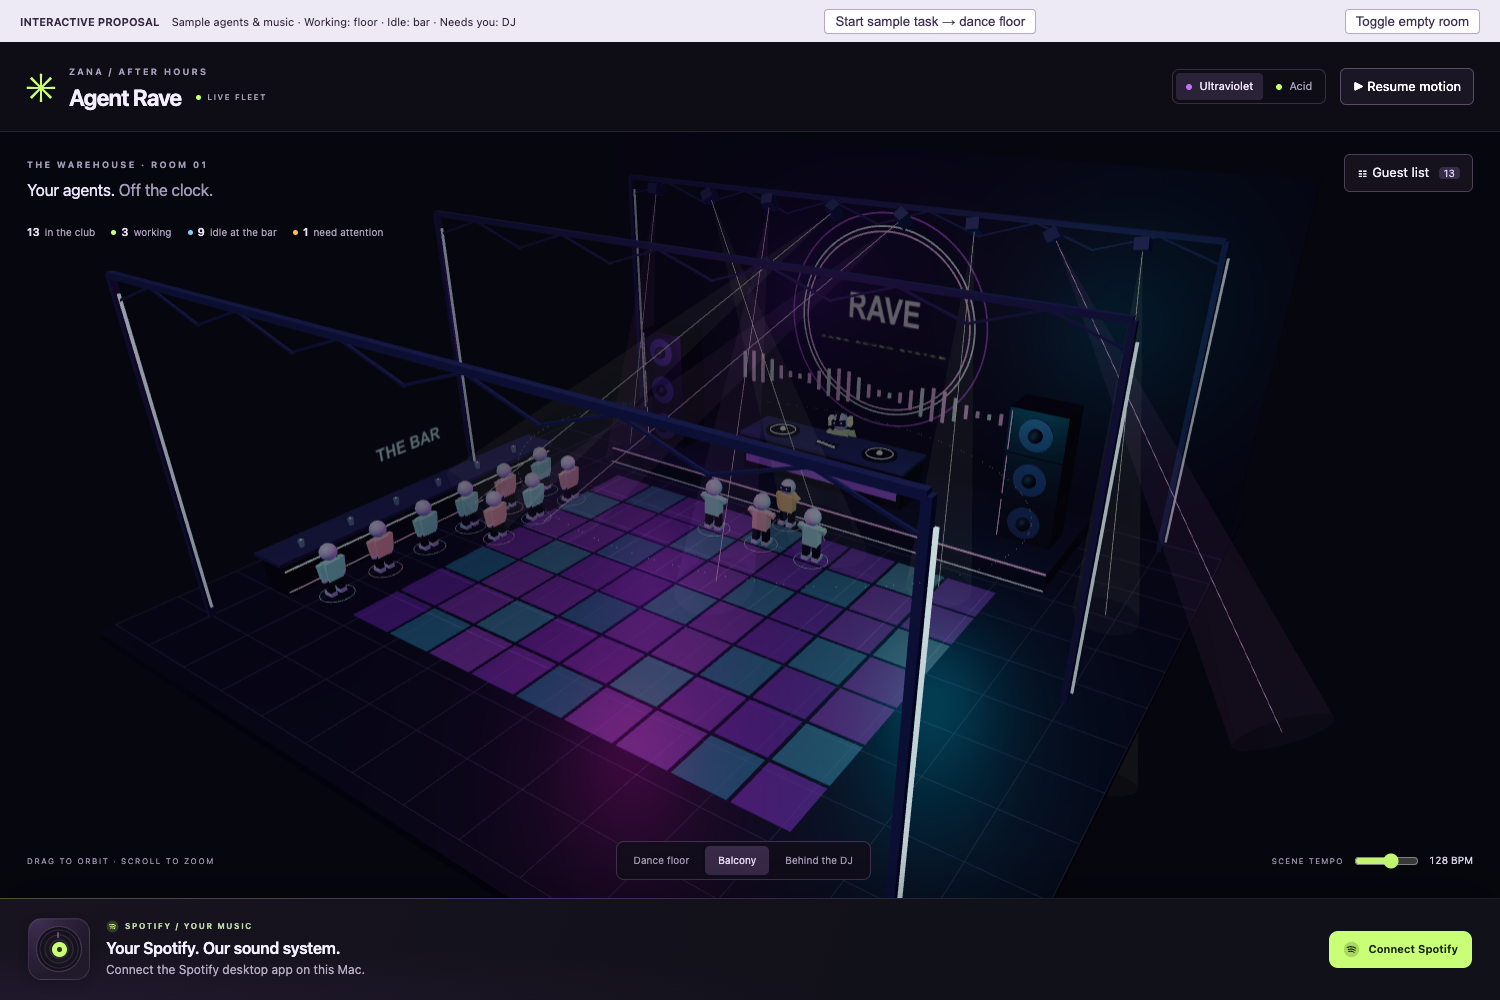 INTERACTIVE PROPOSAL Sample agents & music · Working: floor · Idle: bar · Needs you: DJ
Start sample task → dance floor
Toggle empty room
ZANA / AFTER HOURS
Agent Rave
LIVE FLEET
Ultraviolet
Acid
Resume motion
THE WAREHOUSE · ROOM 01
Your agents. Off the clock.
Guest list 13
13 in the club 3 working 9 idle at the bar 1 need attention
RAVE
THE BAR
DRAG TO ORBIT · SCROLL TO ZOOM
Dance floor
Balcony
Behind the DJ
SCENE TEMPO 128 BPM
SPOTIFY / YOUR MUSIC
Your Spotify. Our sound system.
Connect the Spotify desktop app on this Mac.
Connect Spotify